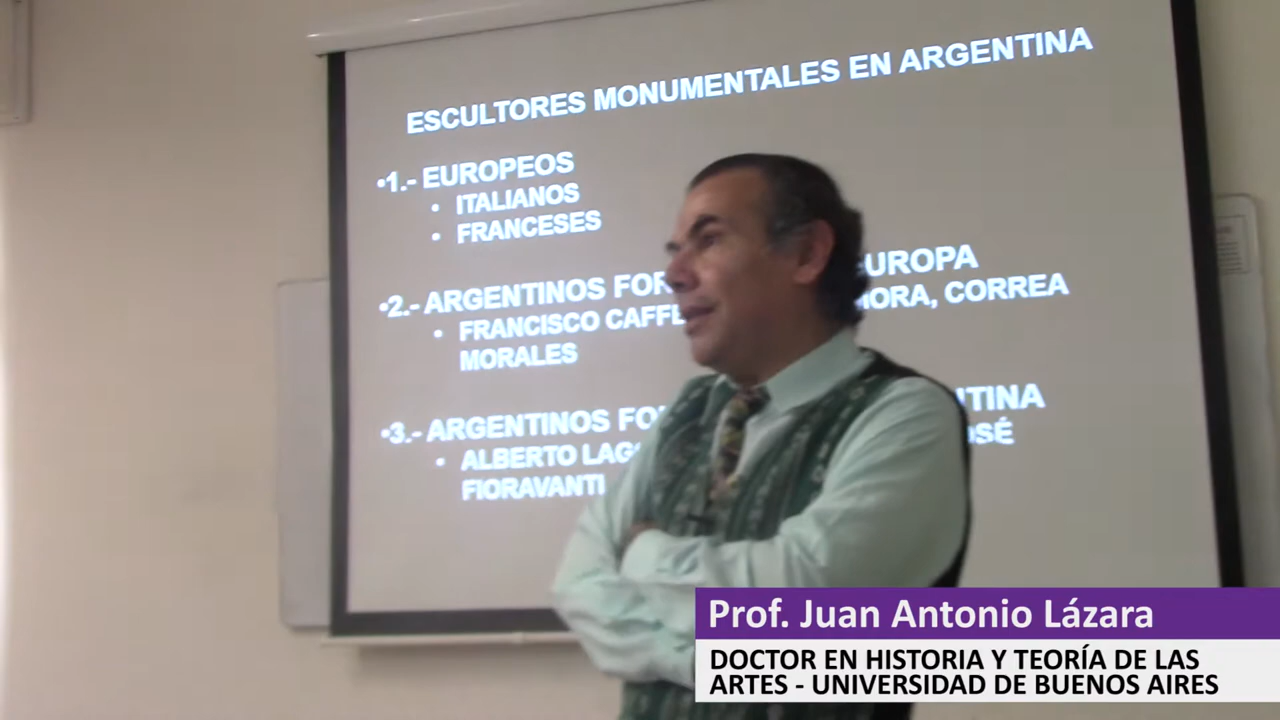 ESCULTORES MONUMENTALES EN ARGENTINA
•1.- EUROPEOS
• ITALIANOS
• FRANCESES
•2.- ARGENTINOS FOR UROPA
• FRANCISCO CAFFE MORA, CORREA
MORALES
•3.- ARGENTINOS FO NTINA
• ALBERTO LAG OSÉ
FIORAVANTI
Prof. Juan Antonio Lázara
DOCTOR EN HISTORIA Y TEORÍA DE LAS
ARTES - UNIVERSIDAD DE BUENOS AIRES